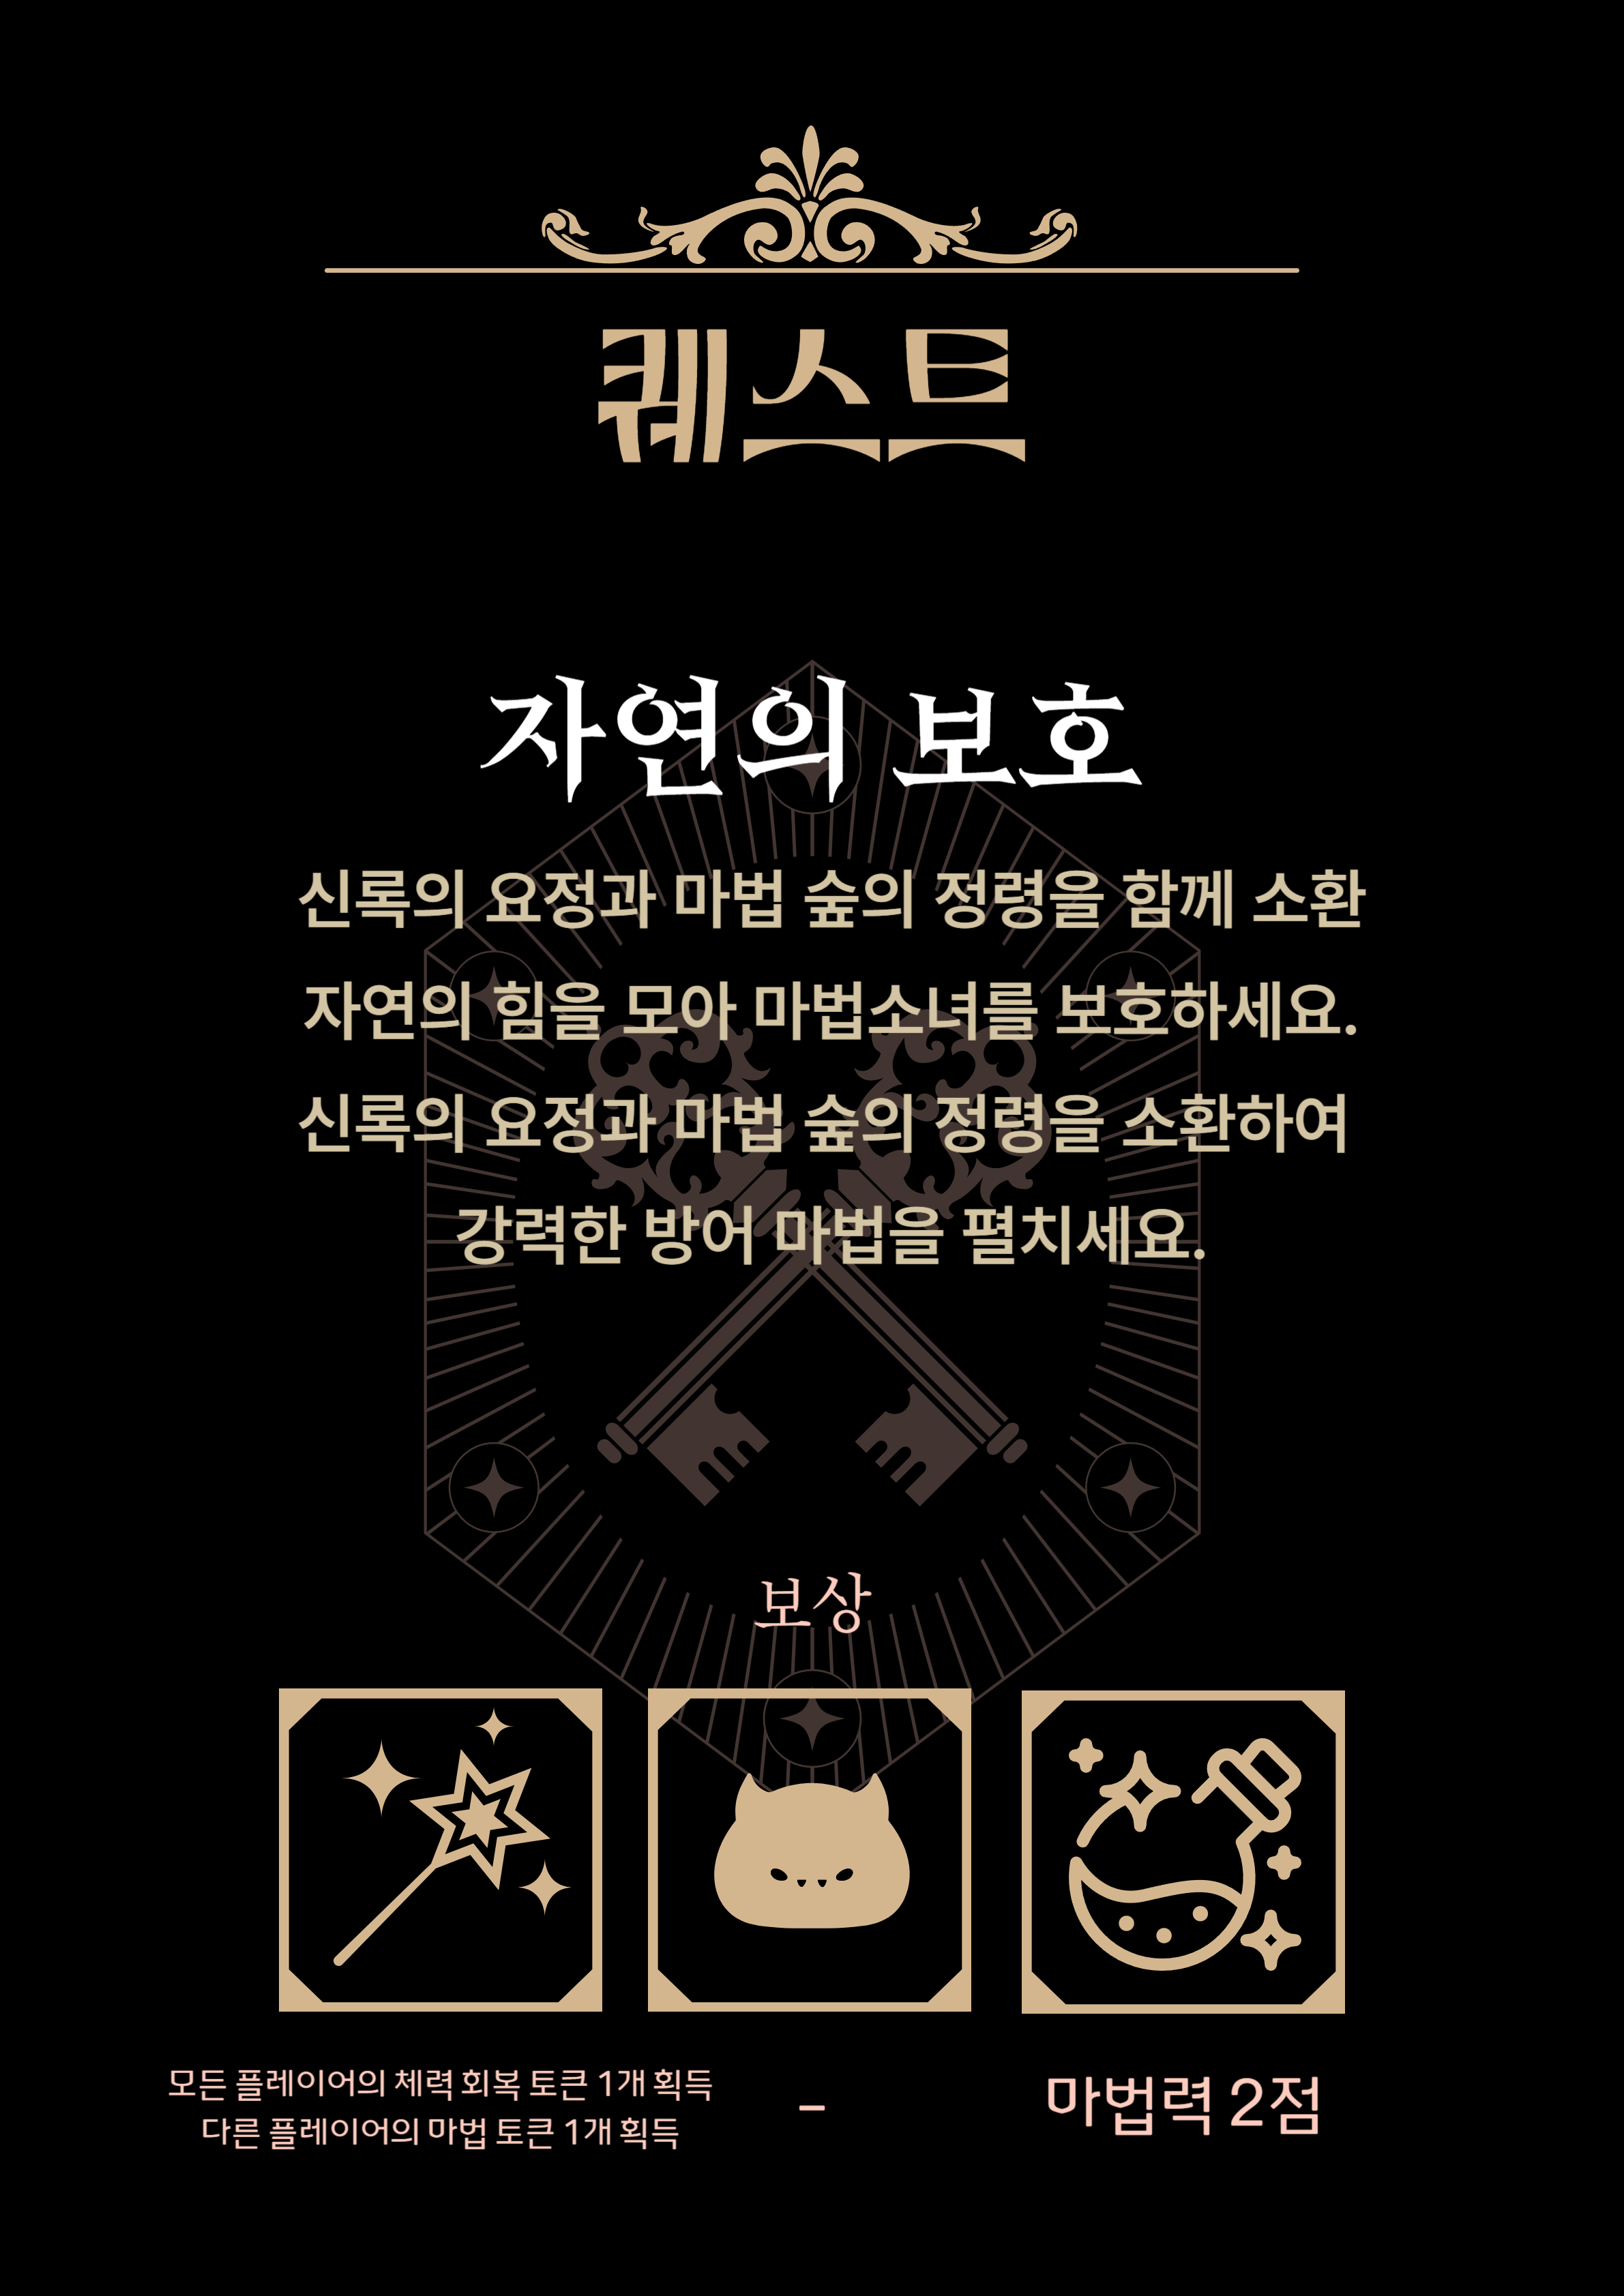 퀘스트
자연의 보호
신록의 요정과 마법 숲의 정령을 함께 소환
자연의 힘을 모아 마법소녀를 보호하세요.
신록의 요정과 마법 숲의 정령을 소환하여
강력한 방어 마법을 펼치세요.
보상
모든 플레이어의 체력 회복 토큰 1개 획득
다른 플레이어의 마법 토큰 1개 획득
–
마법력 2점